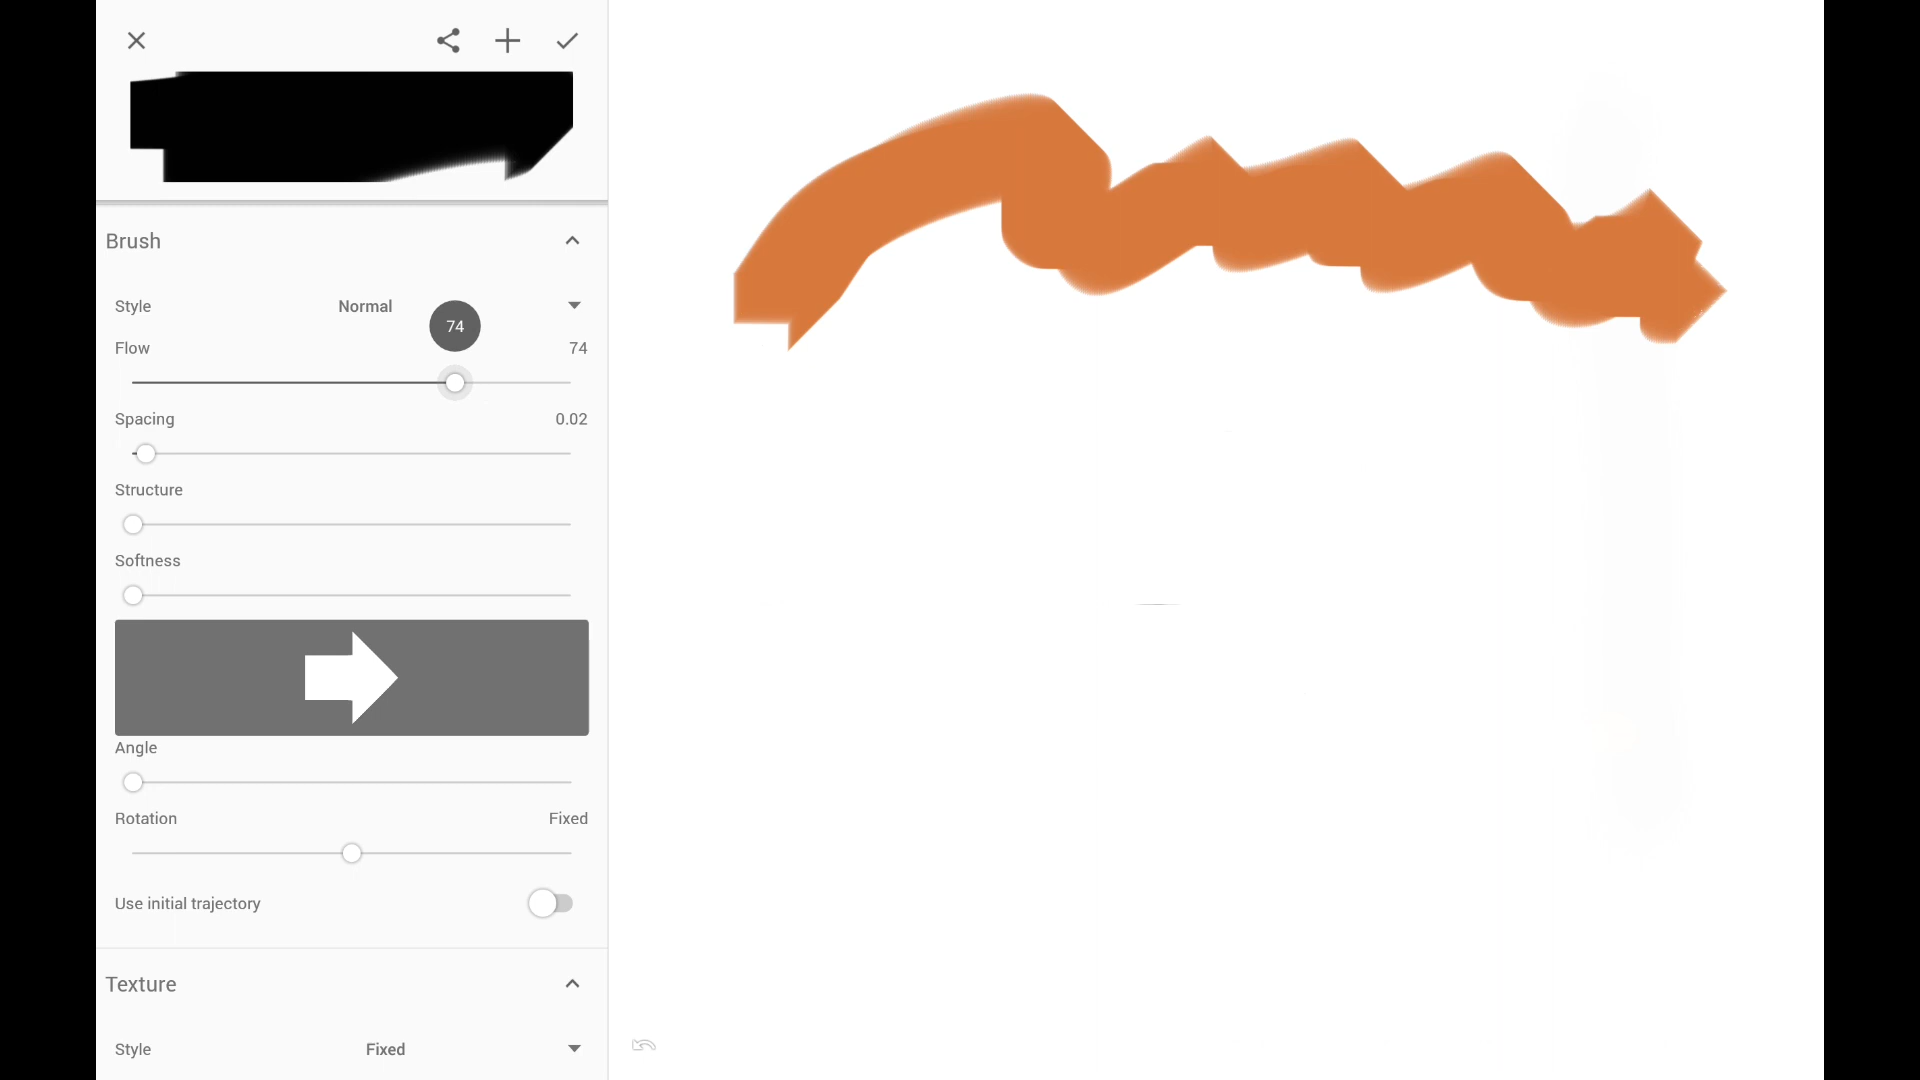 Brush
Style Normal
74
Flow 74
Spacing 0.02
Structure
Softness
Angle
Rotation Fixed
Use initial trajectory
Texture
Style Fixed